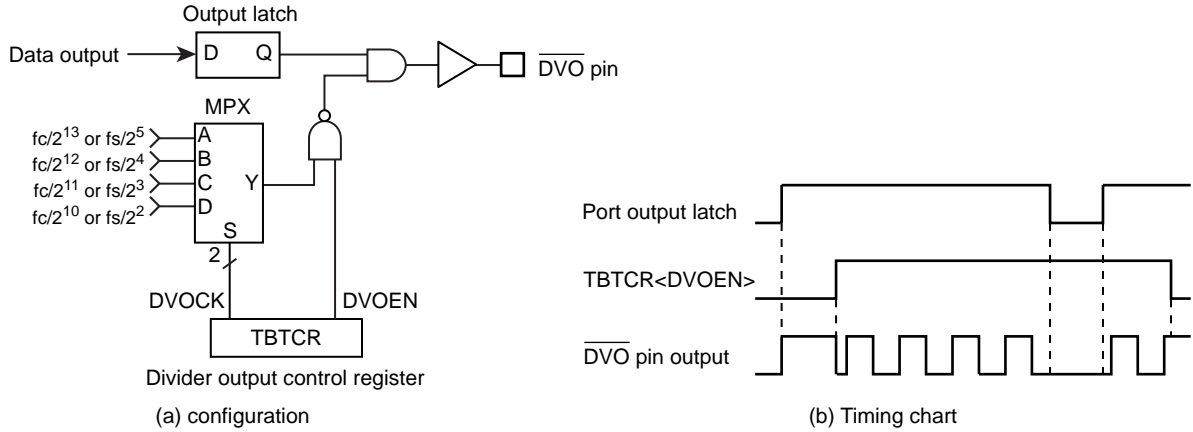 Output latch
Data output
D Q
DVO pin
MPX
fc/2^13 or fs/2^5
fc/2^12 or fs/2^4
fc/2^11 or fs/2^3
fc/2^10 or fs/2^2
A
B
C
D
Y
S
2
DVOCK
DVOEN
TBTCR
Divider output control register
(a) configuration
Port output latch
TBTCR<DVOEN>
DVO pin output
(b) Timing chart